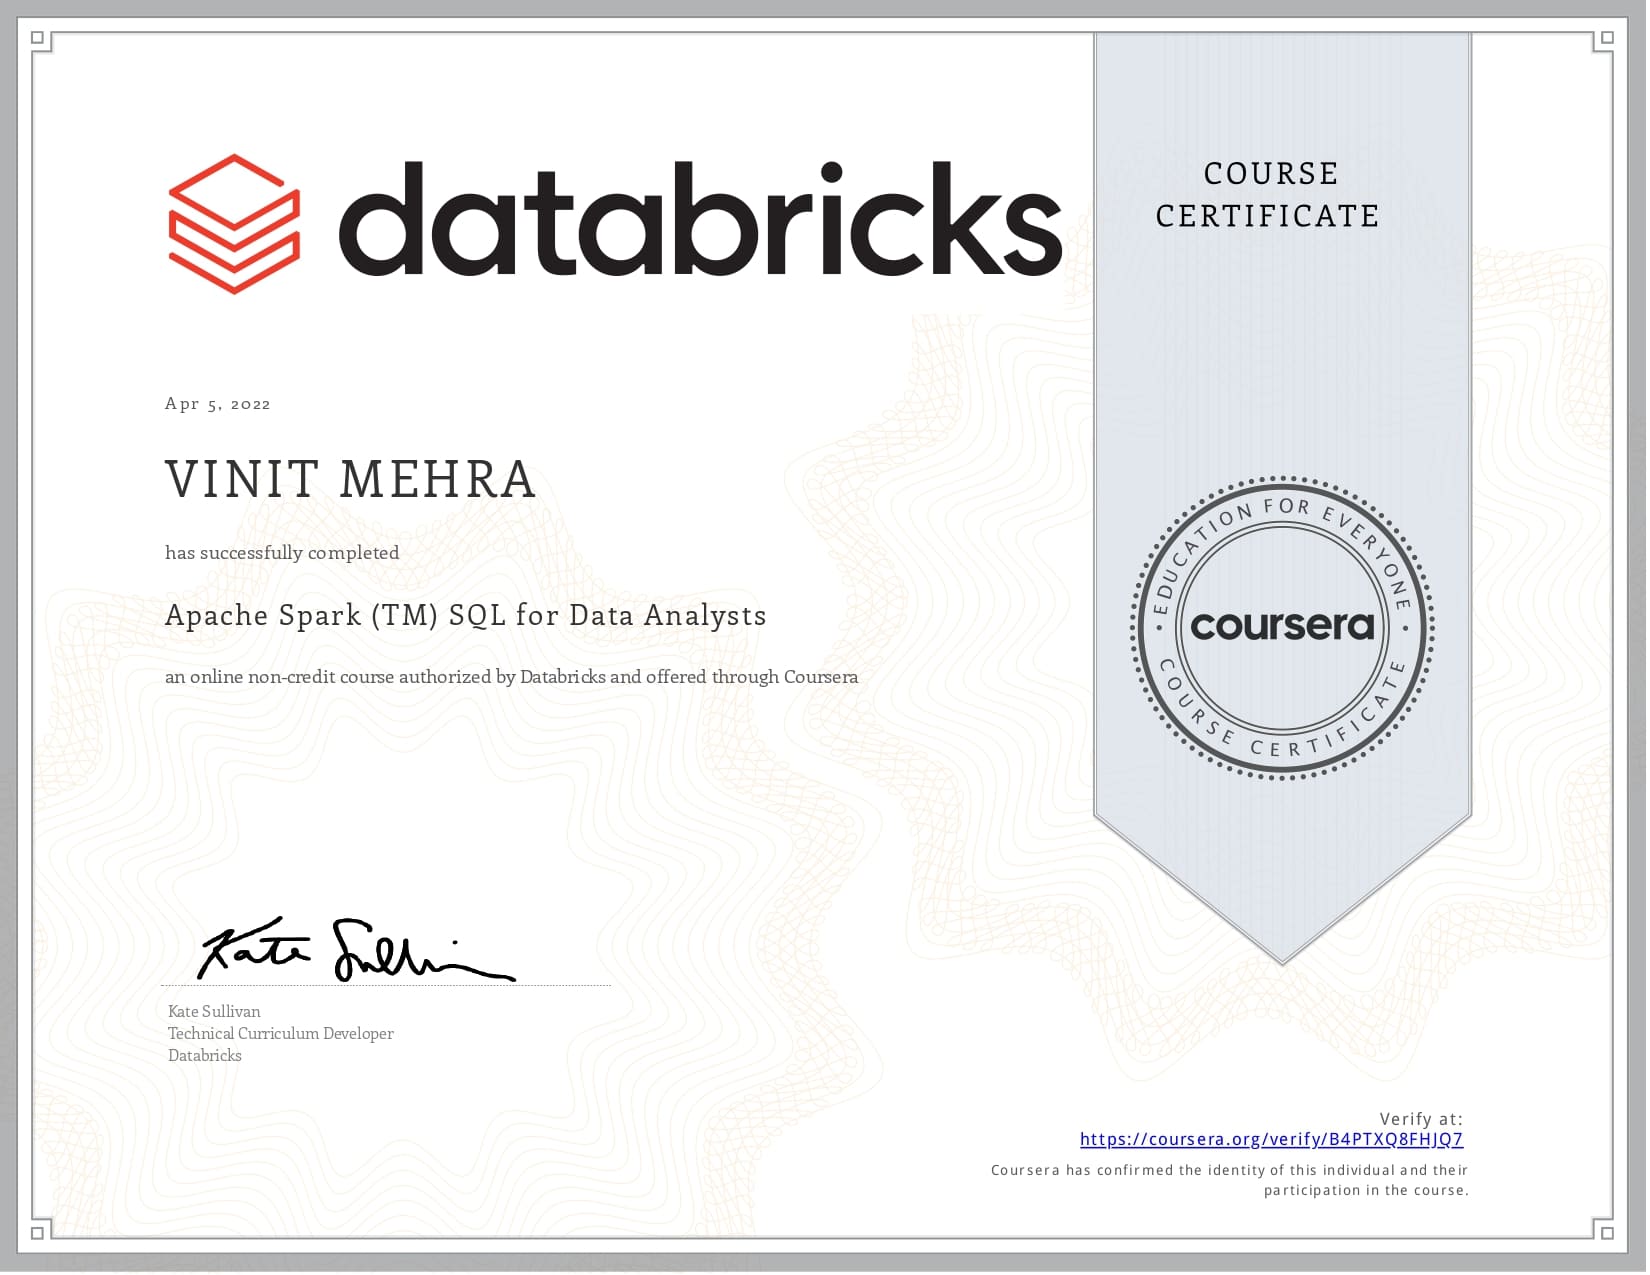 databricks
COURSE
CERTIFICATE
Apr 5, 2022
VINIT MEHRA
has successfully completed
Apache Spark (TM) SQL for Data Analysts
an online non-credit course authorized by Databricks and offered through Coursera
EDUCATION FOR EVERYONE
coursera
COURSE CERTIFICATE
Kate Sullivan
Kate Sullivan
Technical Curriculum Developer
Databricks
Verify at:
https://coursera.org/verify/B4PTXQ8FHJQ7
Coursera has confirmed the identity of this individual and their
participation in the course.